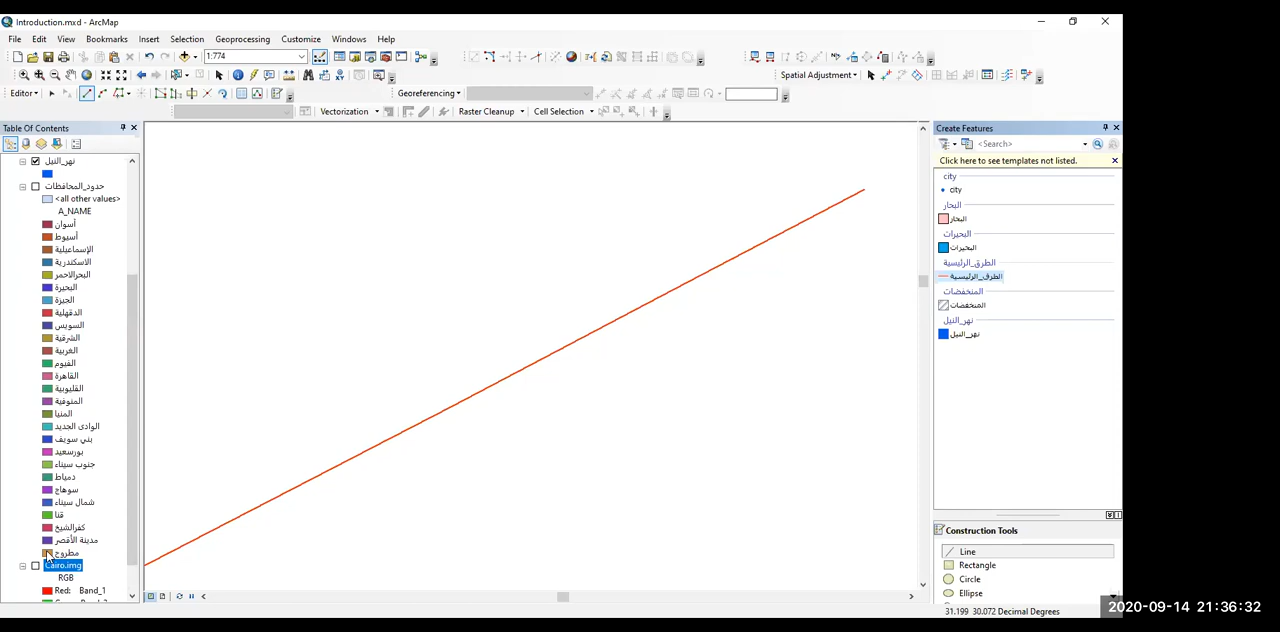 Introduction.mxd - ArcMap
File Edit View Bookmarks Insert Selection Geoprocessing Customize Windows Help
1:774
Spatial Adjustment
Editor
Georeferencing
Vectorization
Raster Cleanup
Cell Selection
Table Of Contents
نهر_النيل
حدود_المحافظات
<all other values>
A_NAME
أسوان
أسيوط
الإسماعيلية
الاسكندرية
البحرالاحمر
البحيرة
الجيزة
الدقهلية
السويس
الشرقية
الغربية
الفيوم
القاهرة
القليوبية
المنوفية
المنيا
الوادى الجديد
بني سويف
بورسعيد
جنوب سيناء
دمياط
سوهاج
شمال سيناء
قنا
كفرالشيخ
مدينة الأقصر
مطروح
Cairo.img
RGB
Red: Band_1
Create Features
<Search>
Click here to see templates not listed.
city
city
البحار
البحار
البحيرات
البحيرات
الطرق_الرئيسية
الطرق_الرئيسية
المنخفضات
المنخفضات
نهر_النيل
نهر_النيل
Construction Tools
Line
Rectangle
Circle
Ellipse
31.199 30.072 Decimal Degrees
2020-09-14 21:36:32